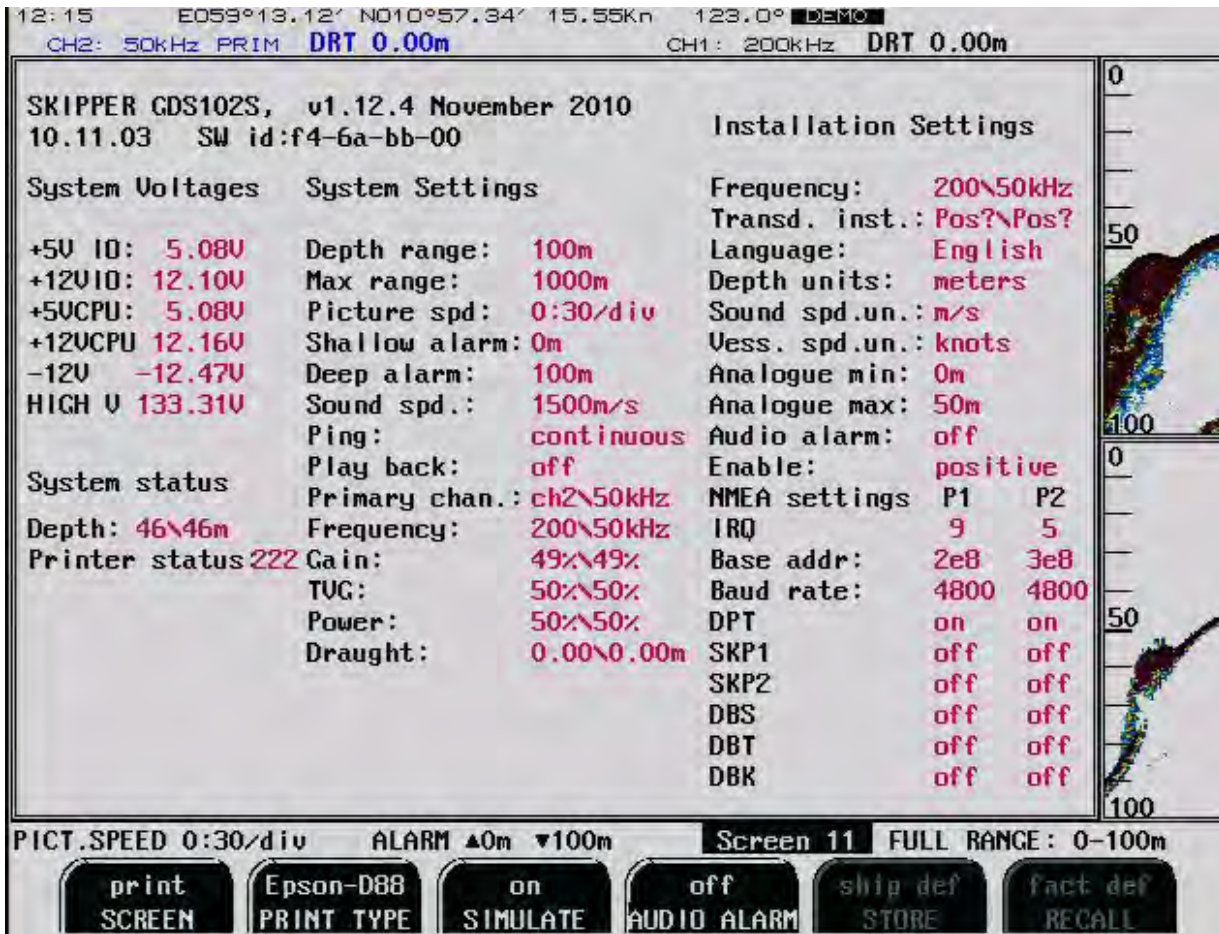 12:15 E059°13.12′ N010°57.34′ 15.55Kn 123.0° DEMO
CH2: 50kHz PRIM DRT 0.00m CH1: 200kHz DRT 0.00m
SKIPPER GDS102S, v1.12.4 November 2010
10.11.03 SW id:f4-6a-bb-00
System Voltages
+5V IO: 5.08V
+12VIO: 12.10V
+5VCPU: 5.08V
+12VCPU 12.16V
-12V -12.47V
HIGH V 133.31V
System status
Depth: 46\46m
Printer status 222
System Settings
Depth range: 100m
Max range: 1000m
Picture spd: 0:30/div
Shallow alarm: 0m
Deep alarm: 100m
Sound spd.: 1500m/s
Ping: continuous
Play back: off
Primary chan.: ch2\50kHz
Frequency: 200\50kHz
Gain: 49%\49%
TVG: 50%\50%
Power: 50%\50%
Draught: 0.00\0.00m
Installation Settings
Frequency: 200\50kHz
Transd. inst.: Pos?\Pos?
Language: English
Depth units: meters
Sound spd.un.: m/s
Vess. spd.un.: knots
Analogue min: 0m
Analogue max: 50m
Audio alarm: off
Enable: positive
NMEA settings P1 P2
IRQ 9 5
Base addr: 2e8 3e8
Baud rate: 4800 4800
DPT on on
SKP1 off off
SKP2 off off
DBS off off
DBT off off
DBK off off
0
50
100
0
50
100
PICT.SPEED 0:30/div ALARM ▲0m ▼100m Screen 11 FULL RANGE: 0-100m
print
SCREEN
Epson-D88
PRINT TYPE
on
SIMULATE
off
AUDIO ALARM
ship def
STORE
fact def
RECALL